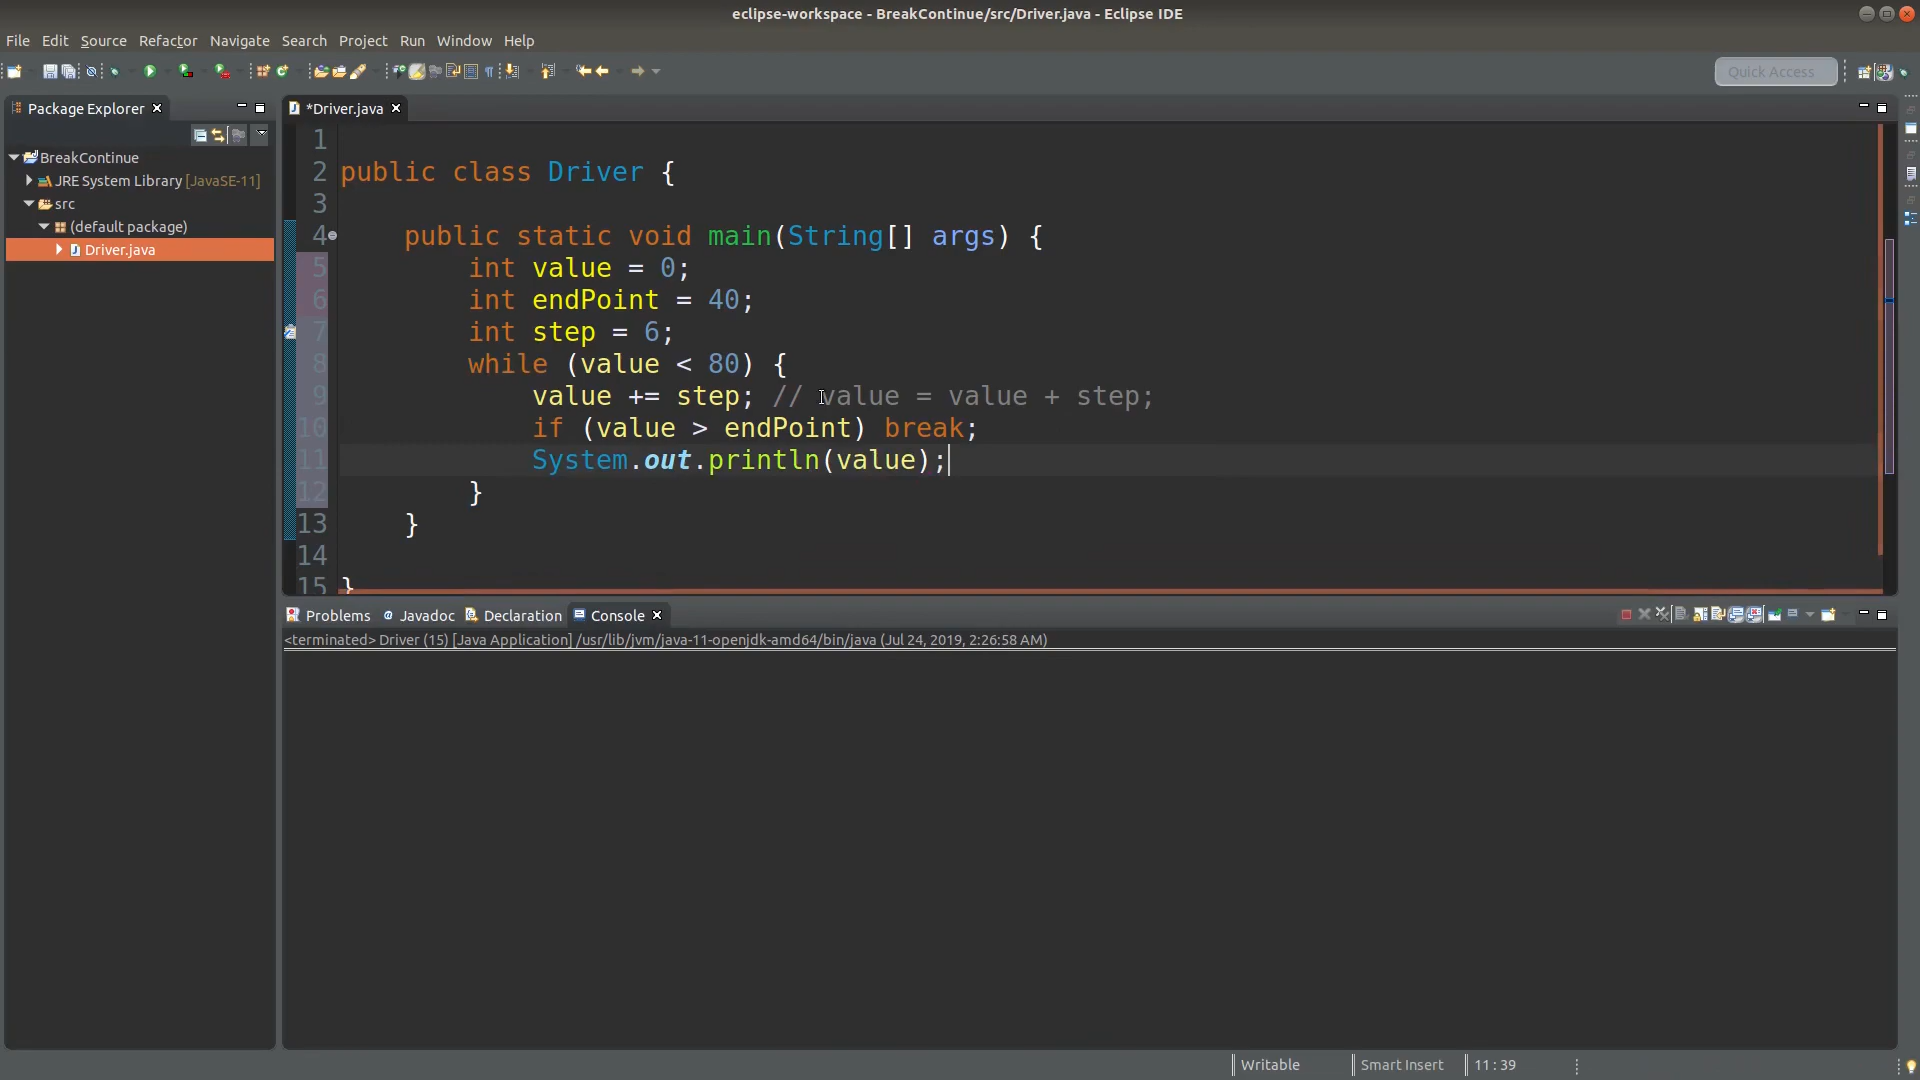 eclipse-workspace - BreakContinue/src/Driver.java - Eclipse IDE
File Edit Source Refactor Navigate Search Project Run Window Help
Quick Access
Package Explorer
*Driver.java
BreakContinue
JRE System Library [JavaSE-11]
src
(default package)
Driver.java
1
2 public class Driver {
3
4 public static void main(String[] args) {
5 int value = 0;
6 int endPoint = 40;
7 int step = 6;
8 while (value < 80) {
9 value += step; // value = value + step;
10 if (value > endPoint) break;
11 System.out.println(value);
12 }
13 }
14
15 }
Problems Javadoc Declaration Console
<terminated> Driver (15) [Java Application] /usr/lib/jvm/java-11-openjdk-amd64/bin/java (Jul 24, 2019, 2:26:58 AM)
Writable Smart Insert 11 : 39